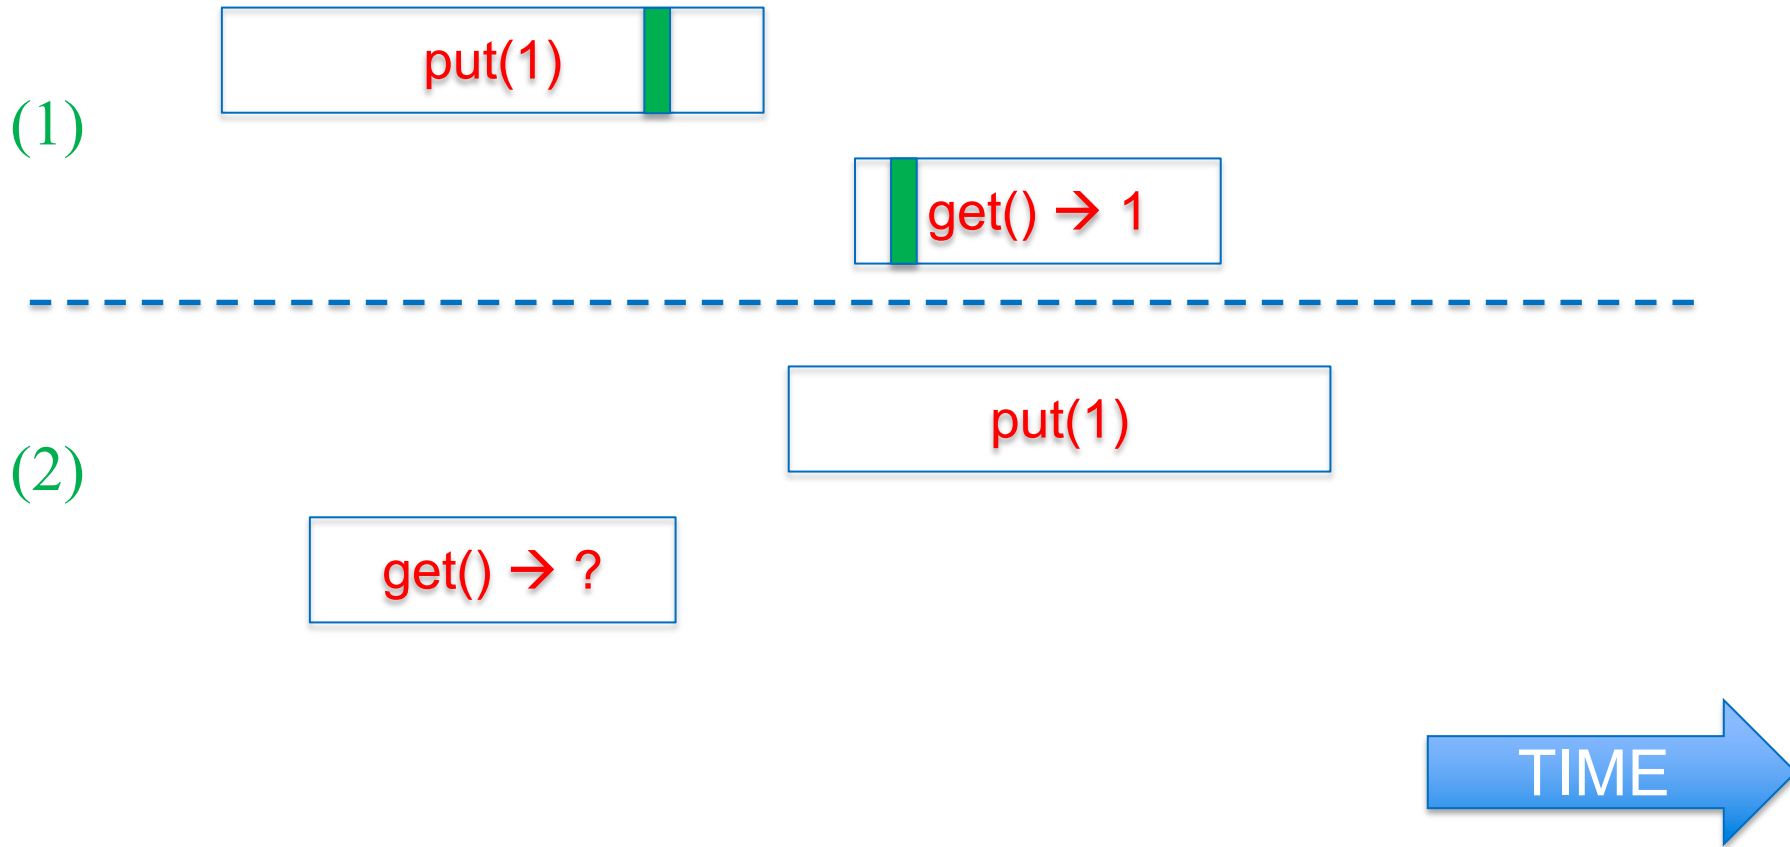 put(1)
(1)
get() → 1
put(1)
(2)
get() → ?
TIME